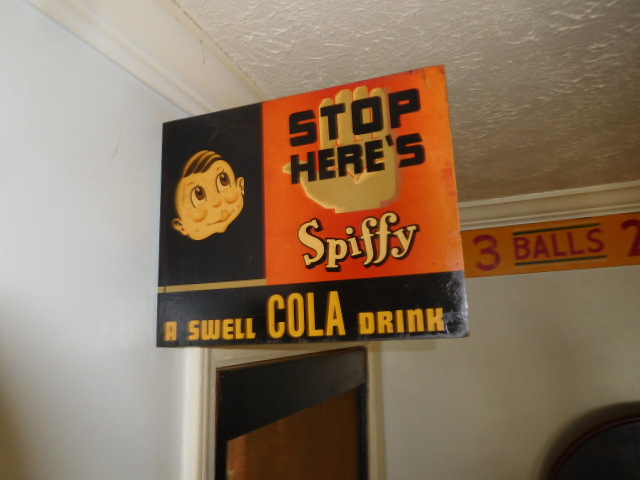 STOP
HERE'S
Spiffy
A SWELL COLA DRINK
3 BALLS 2